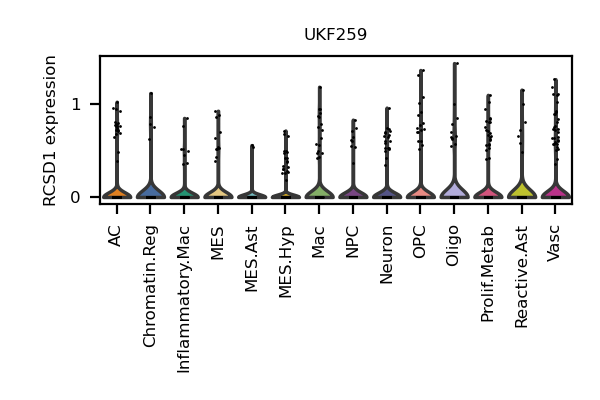 UKF259
RCSD1 expression
1
0
AC
Chromatin.Reg
Inflammatory.Mac
MES
MES.Ast
MES.Hyp
Mac
NPC
Neuron
OPC
Oligo
Prolif.Metab
Reactive.Ast
Vasc